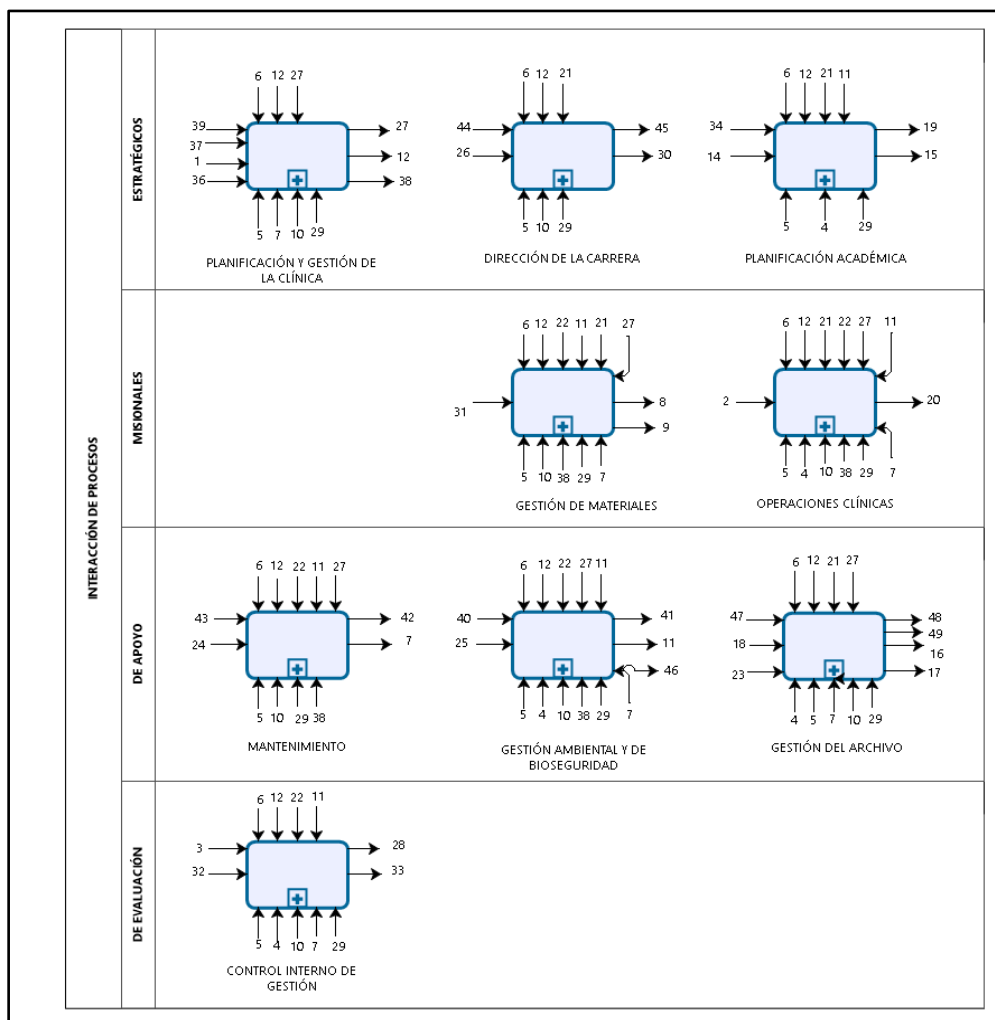 INTERACCIÓN DE PROCESOS
ESTRATÉGICOS
6 12 27
39
37
1
36
27
12
38
5 7 10 29
PLANIFICACIÓN Y GESTIÓN DE
LA CLÍNICA
6 12 21
44
26
45
30
5 10 29
DIRECCIÓN DE LA CARRERA
6 12 21 11
34
14
19
15
5 4 29
PLANIFICACIÓN ACADÉMICA
MISIONALES
6 12 22 11 21 27
31
8
9
5 10 38 29 7
GESTIÓN DE MATERIALES
6 12 21 22 27 11
2
20
5 4 10 38 29 7
OPERACIONES CLÍNICAS
DE APOYO
6 12 22 11 27
43
24
42
7
5 10 29 38
MANTENIMIENTO
6 12 22 27 11
40
25
41
11
46
5 4 10 38 29 7
GESTIÓN AMBIENTAL Y DE
BIOSEGURIDAD
6 12 21 27
47
18
23
48
49
16
17
4 5 7 10 29
GESTIÓN DEL ARCHIVO
DE EVALUACIÓN
6 12 22 11
3
32
28
33
5 4 10 7 29
CONTROL INTERNO DE
GESTIÓN